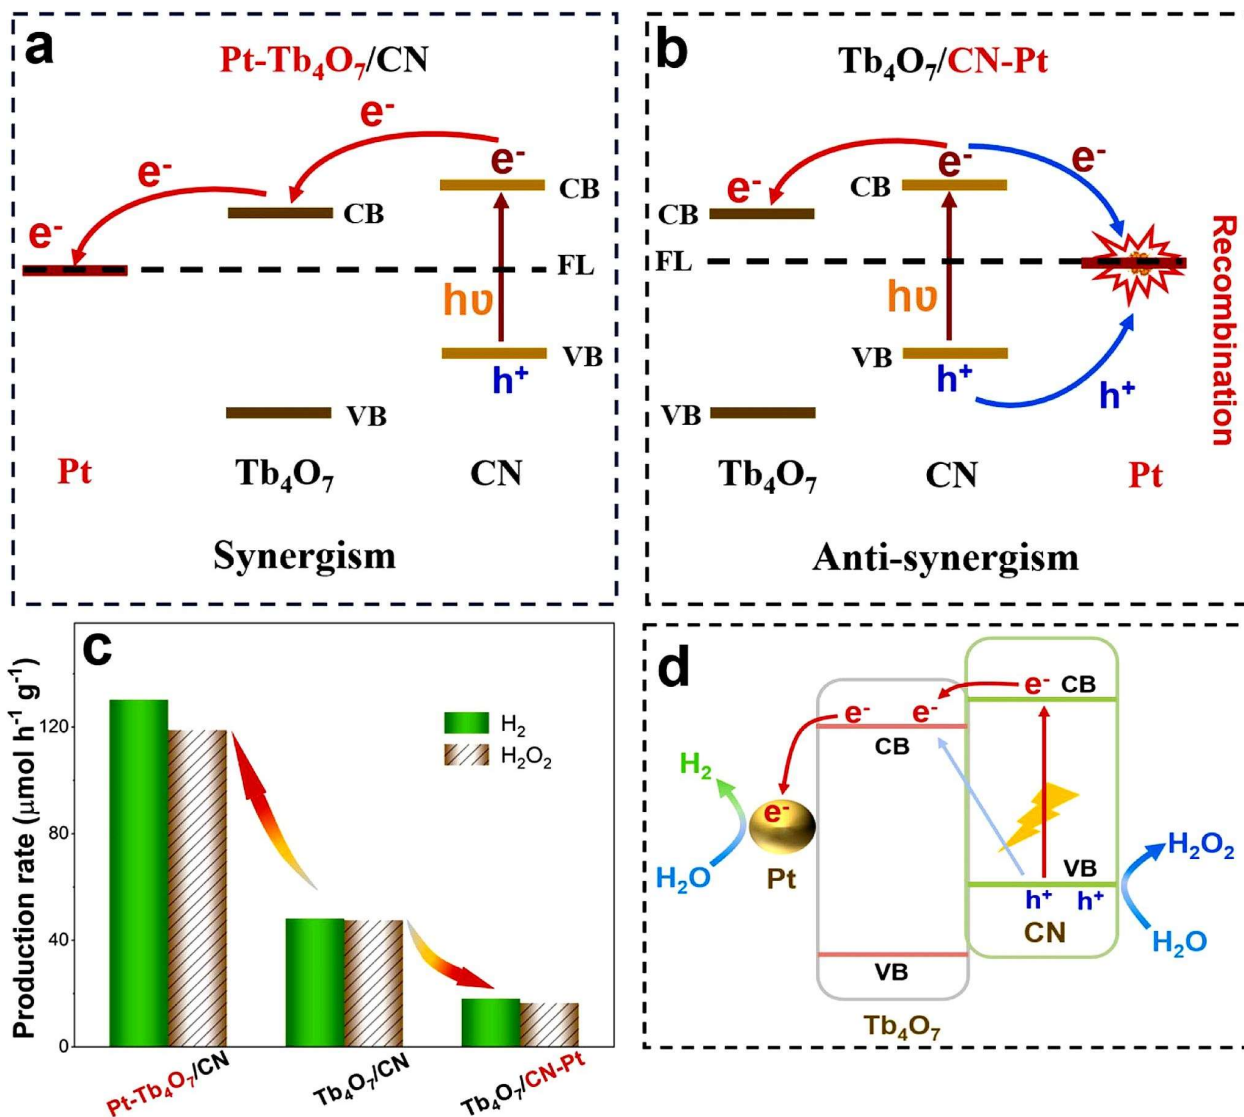 a
Pt-Tb₄O₇/CN
e⁻
e⁻
e⁻
e⁻
CB
CB
FL
hυ
VB
h⁺
VB
Pt
Tb₄O₇
CN
Synergism
b
Tb₄O₇/CN-Pt
e⁻
e⁻
e⁻
CB
CB
FL
hυ
VB
h⁺
h⁺
VB
Recombination
Tb₄O₇
CN
Pt
Anti-synergism
c
Production rate (μmol h⁻¹ g⁻¹)
H₂
H₂O₂
120
80
40
0
Pt-Tb₄O₇/CN
Tb₄O₇/CN
Tb₄O₇/CN-Pt
d
e⁻ CB
e⁻ e⁻
CB
H₂
e⁻
H₂O
Pt
H₂O₂
VB
h⁺ h⁺
CN
H₂O
VB
Tb₄O₇